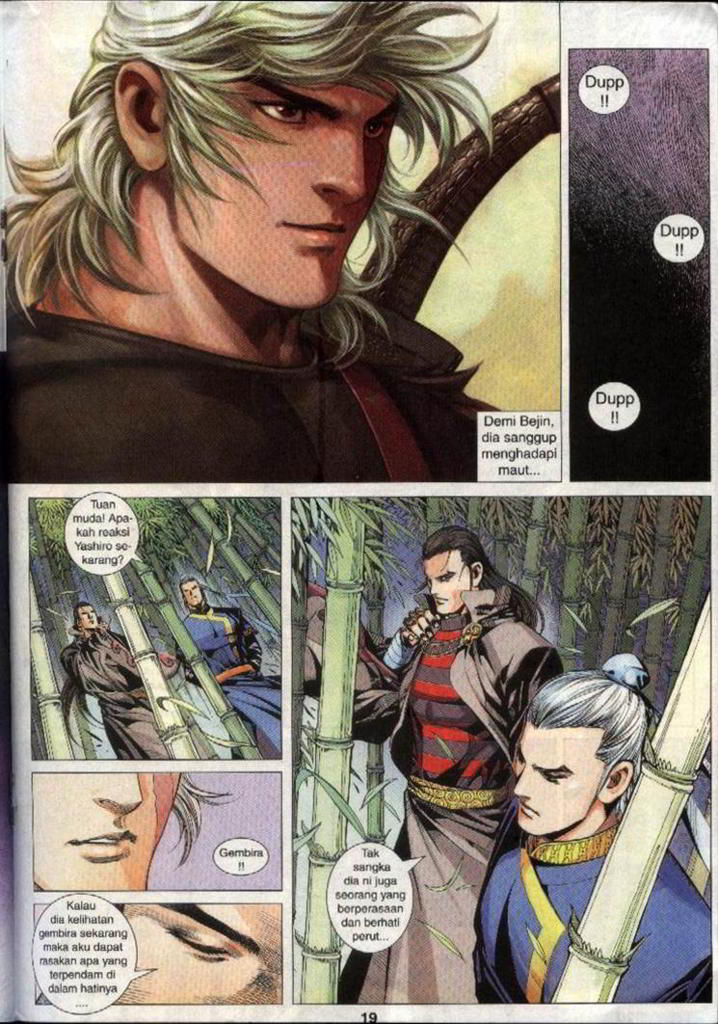 Dupp
!!
Dupp
!!
Dupp
!!
Demi Bejin,
dia sanggup
menghadapi
maut...
Tuan
muda! Apa-
kah reaksi
Yashiro se-
karang?
Gembira
!!
Kalau
dia kelihatan
gembira sekarang
maka aku dapat
rasakan apa yang
terpendam di
dalam hatinya
....
Tak
sangka
dia ni juga
seorang yang
berperasaan
dan berhati
perut...
19